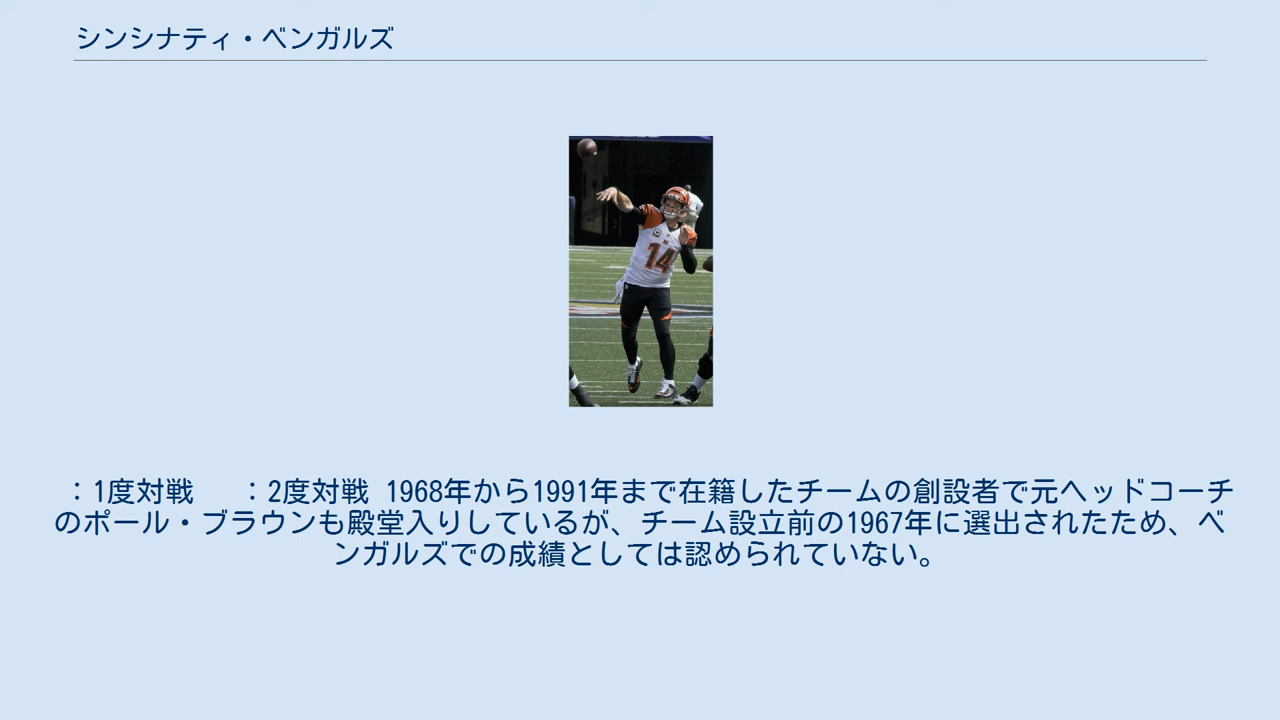 シンシナティ・ベンガルズ
14
：1度対戦　：2度対戦 1968年から1991年まで在籍したチームの創設者で元ヘッドコーチ
のポール・ブラウンも殿堂入りしているが、チーム設立前の1967年に選出されたため、ベ
ンガルズでの成績としては認められていない。